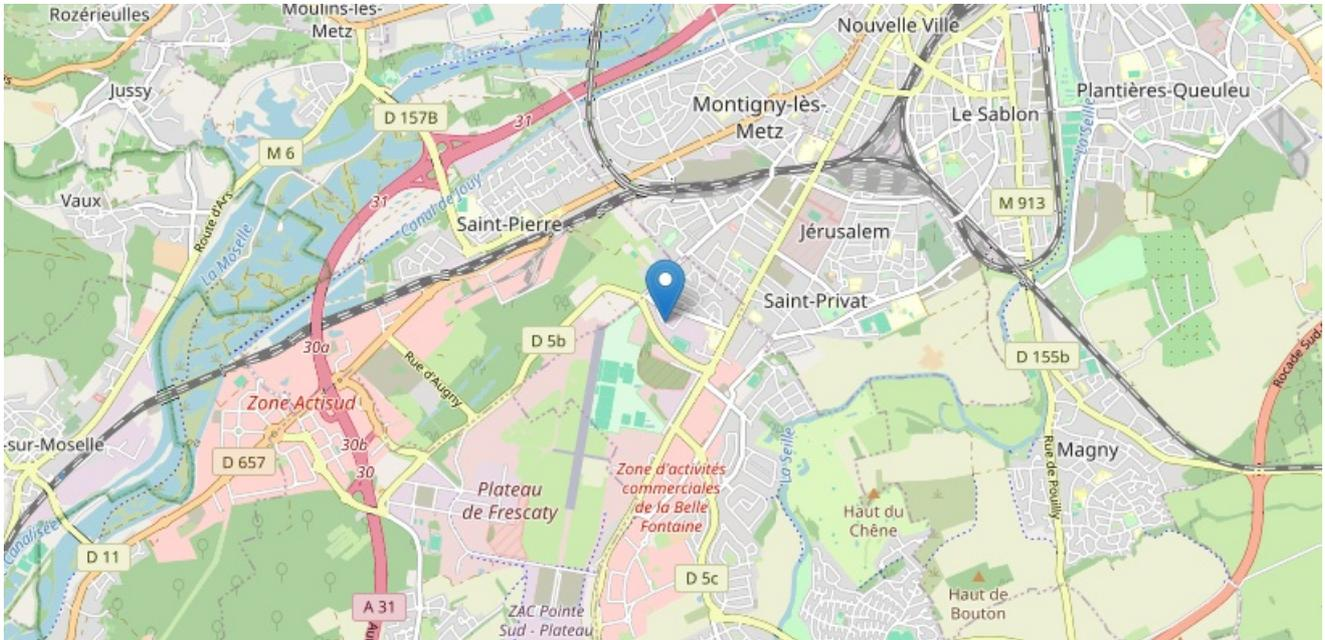 Rozérieulles
Moulins-lès-
Metz
Nouvelle Ville
Jussy
D 157B
31
Montigny-lès-
Metz
Le Sablon
Plantières-Queuleu
La Seille
M 6
Vaux
31
Canal de Jouy
Route d'Ars
La Moselle
Saint-Pierre
M 913
Jérusalem
Saint-Privat
30a
D 5b
D 155b
Rue d'Augny
Rocade Sud
Zone Actisud
-sur-Moselle
30b
D 657
30
La Seille
Rue de Pouilly
Magny
Zone d'activités
commerciales
de la Belle
Fontaine
Plateau
de Frescaty
Haut du
Chêne
Canalisée
D 11
D 5c
Haut de
Bouton
A 31
ZAC Pointe
Sud - Plateau